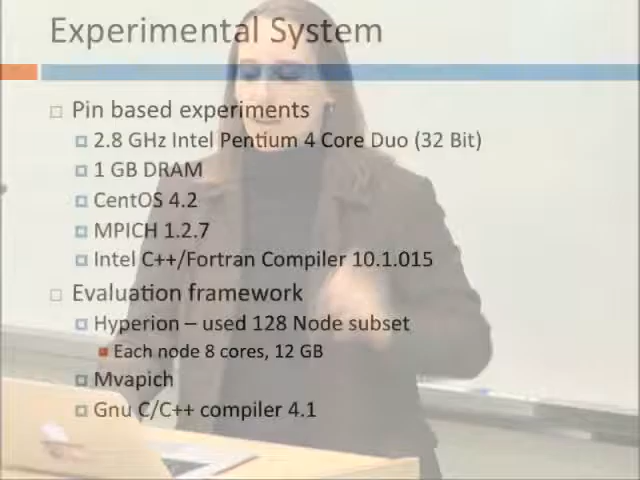 Experimental System
Pin based experiments
2.8 GHz Intel Pentium 4 Core Duo (32 Bit)
1 GB DRAM
CentOS 4.2
MPICH 1.2.7
Intel C++/Fortran Compiler 10.1.015
Evaluation framework
Hyperion – used 128 Node subset
Each node 8 cores, 12 GB
Mvapich
Gnu C/C++ compiler 4.1